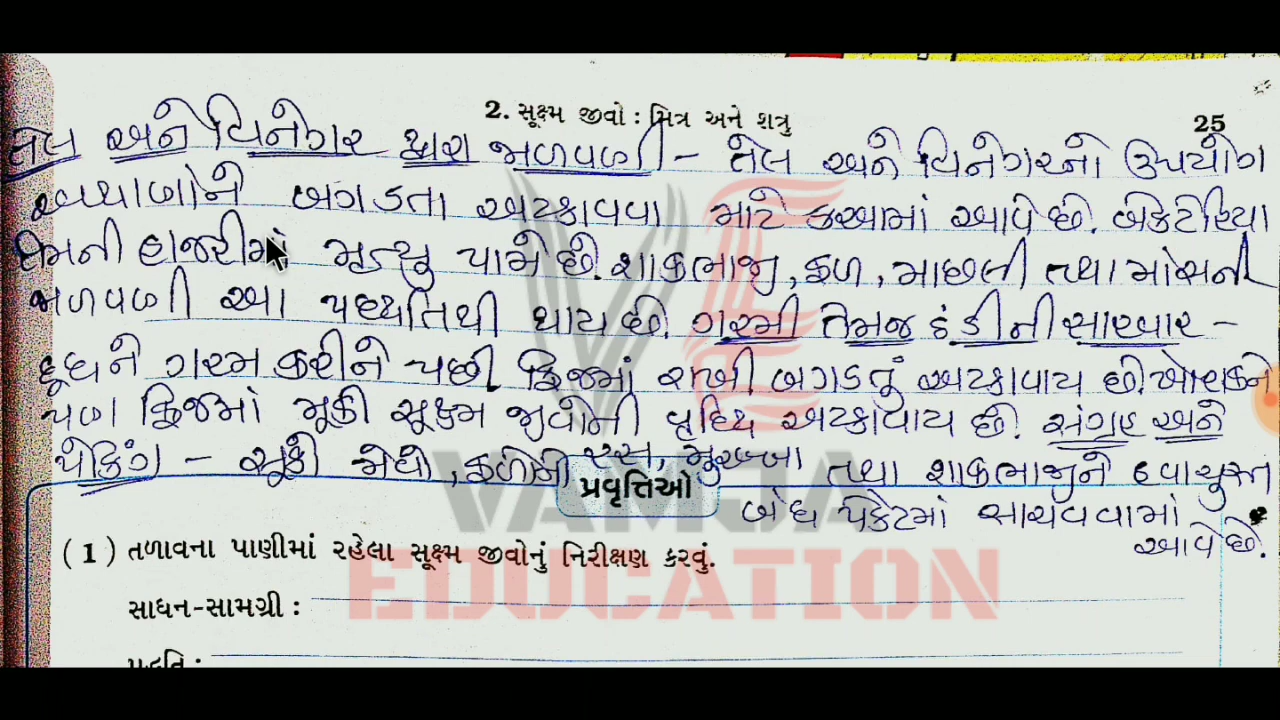 2. સૂક્ષ્મ જીવો : મિત્ર અને શત્રુ 25
તેલ અને વિનેગર દ્વારા જાળવણી – તેલ અને વિનેગરનો ઉપયોગ
અથાણાંને બગડતા અટકાવવા માટે કરવામાં આવે છે. બેક્ટેરિયા
તેમની હાજરીમાં મૃત્યુ પામે છે. શાકભાજી, ફળ, માછલી તથા માંસની
જાળવણી આ પદ્ધતિથી થાય છે. ગરમી તેમજ ઠંડીની સારવાર –
દૂધને ગરમ કરીને પછી ફ્રિજમાં રાખી બગડતું અટકાવાય છે. ખોરાકને
પણ ફ્રિજમાં મૂકી સૂક્ષ્મ જીવોની વૃદ્ધિ અટકાવાય છે. સંગ્રહ અને
પેકિંગ – સૂકો મેવો, ફળોનો રસ, મુરબ્બા તથા શાકભાજીને હવાચુસ્ત
બંધ પેકેટમાં સાચવવામાં
આવે છે.
પ્રવૃત્તિઓ
( 1 ) તળાવના પાણીમાં રહેલા સૂક્ષ્મ જીવોનું નિરીક્ષણ કરવું.
સાધન-સામગ્રી :
પદ્ધતિ :
VAMJA
EDUCATION